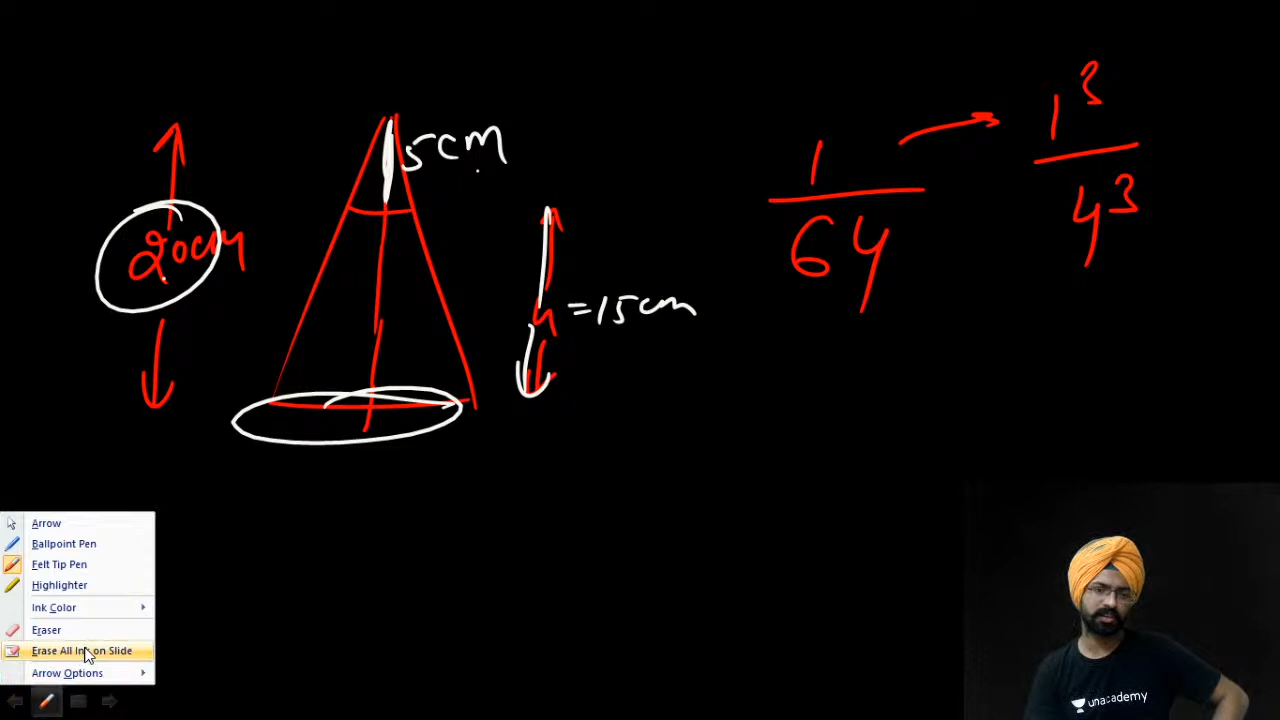 20cm
5cm
h = 15cm
1
64
1³
4³
Arrow
Ballpoint Pen
Felt Tip Pen
Highlighter
Ink Color
Eraser
Erase All Ink on Slide
Arrow Options
unacademy